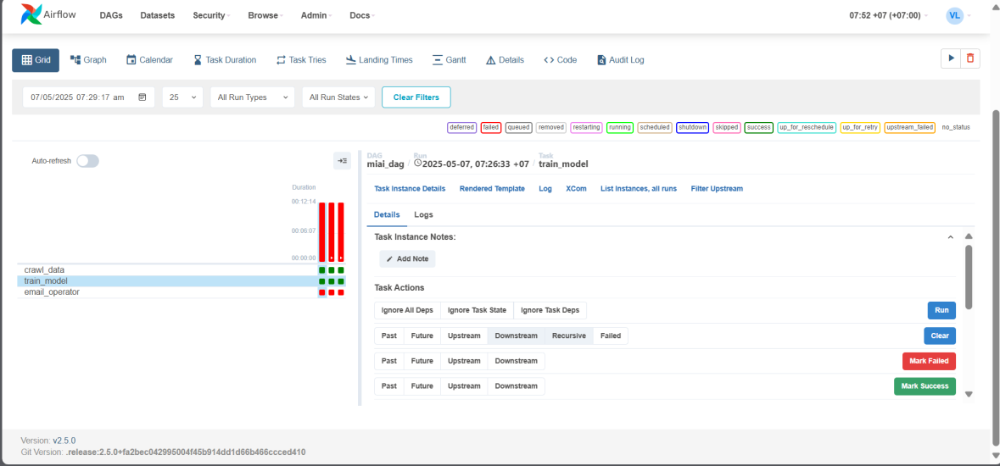 Airflow DAGs Datasets Security Browse Admin Docs 07:52 +07 (+07:00) VL
Grid Graph Calendar Task Duration Task Tries Landing Times Gantt Details Code Audit Log
07/05/2025 07:29:17 am 25 All Run Types All Run States Clear Filters
deferred failed queued removed restarting running scheduled shutdown skipped success up_for_reschedule up_for_retry upstream_failed no_status
Auto-refresh
DAG Run Task
miai_dag / 2025-05-07, 07:26:33 +07 / train_model
Task Instance Details Rendered Template Log XCom List Instances, all runs Filter Upstream
Duration
00:12:14
00:06:07
00:00:00
crawl_data
train_model
email_operator
Details Logs
Task Instance Notes:
Add Note
Task Actions
Ignore All Deps Ignore Task State Ignore Task Deps Run
Past Future Upstream Downstream Recursive Failed Clear
Past Future Upstream Downstream Mark Failed
Past Future Upstream Downstream Mark Success
Version: v2.5.0
Git Version: .release:2.5.0+fa2bec042995004f45b914dd1d66b466ccced410